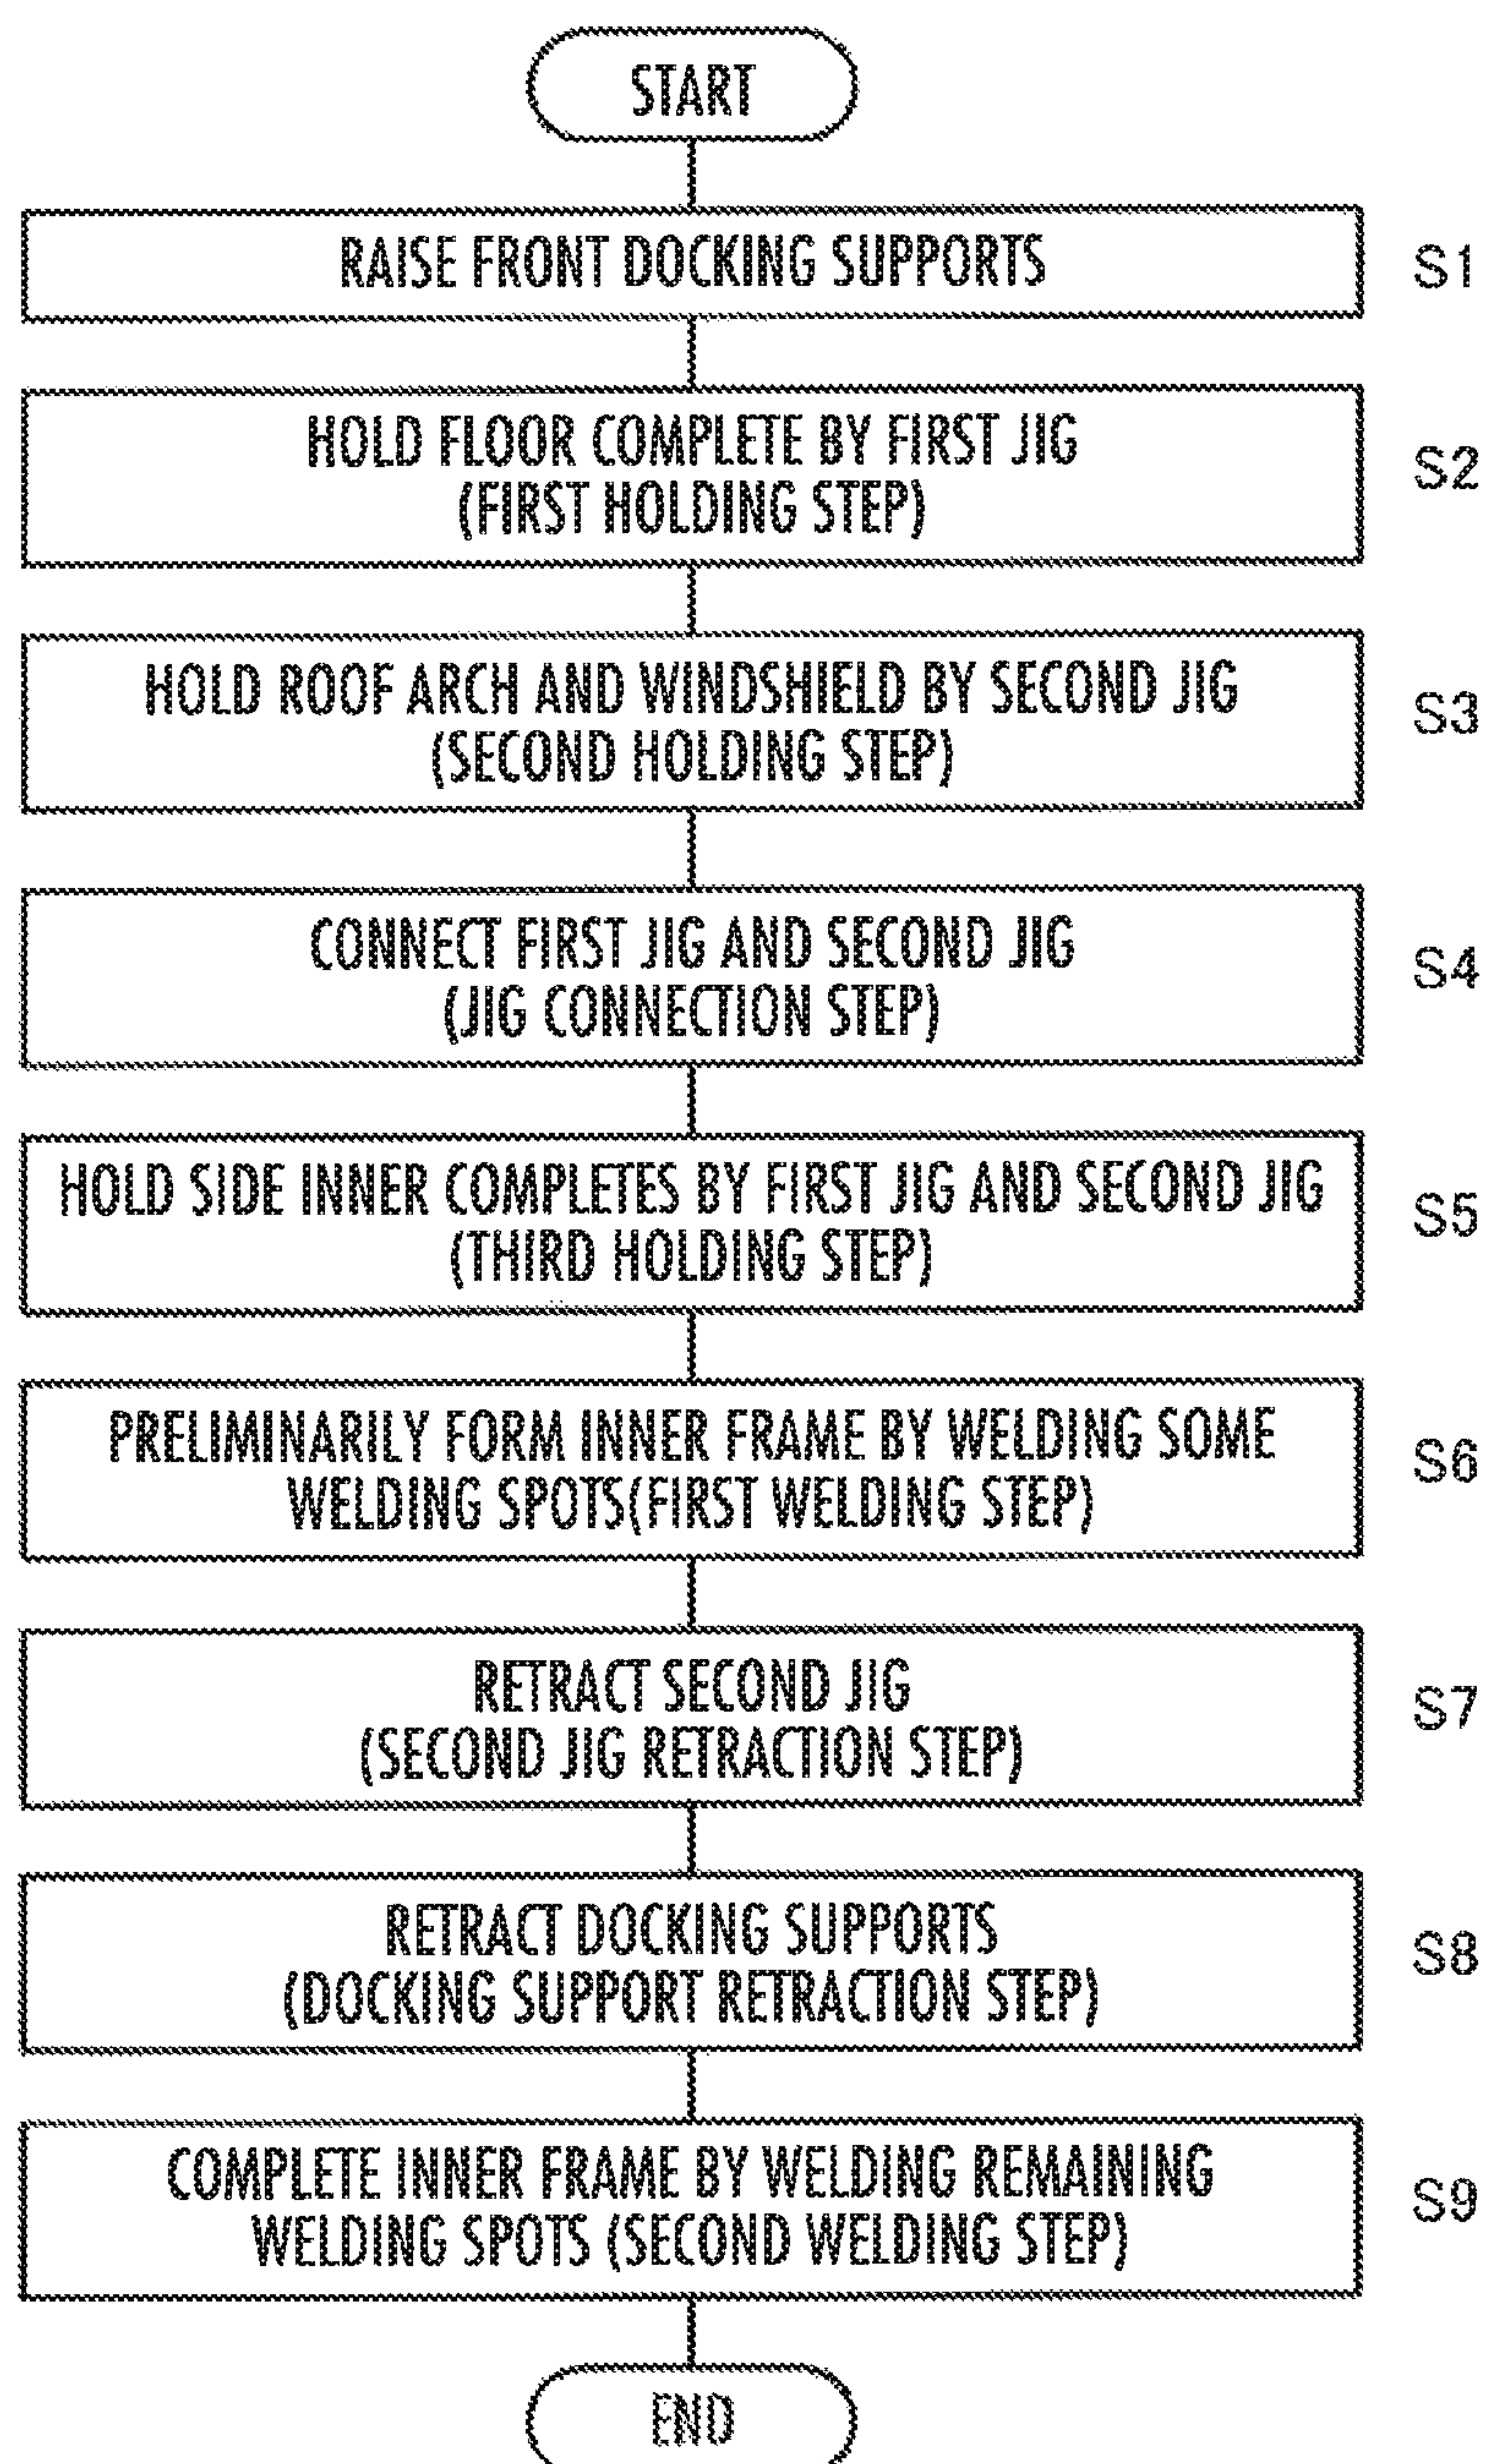 START
RAISE FRONT DOCKING SUPPORTS
S1
HOLD FLOOR COMPLETE BY FIRST JIG
(FIRST HOLDING STEP)
S2
HOLD ROOF ARCH AND WINDSHIELD BY SECOND JIG
(SECOND HOLDING STEP)
S3
CONNECT FIRST JIG AND SECOND JIG
(JIG CONNECTION STEP)
S4
HOLD SIDE INNER COMPLETES BY FIRST JIG AND SECOND JIG
(THIRD HOLDING STEP)
S5
PRELIMINARILY FORM INNER FRAME BY WELDING SOME
WELDING SPOTS(FIRST WELDING STEP)
S6
RETRACT SECOND JIG
(SECOND JIG RETRACTION STEP)
S7
RETRACT DOCKING SUPPORTS
(DOCKING SUPPORT RETRACTION STEP)
S8
COMPLETE INNER FRAME BY WELDING REMAINING
WELDING SPOTS (SECOND WELDING STEP)
S9
END